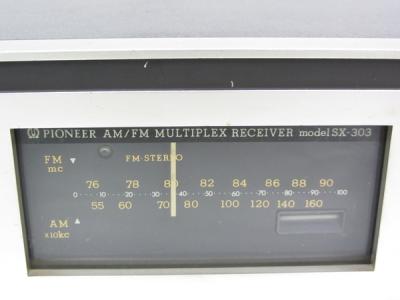 PIONEER AM/FM MULTIPLEX RECEIVER model SX-303
FM FM-STEREO
mc
76 78 80 82 84 86 88 90
0 10 20 30 40 50 60 70 80 90 100
55 60 70 80 100 120 140 160
AM
x10kc